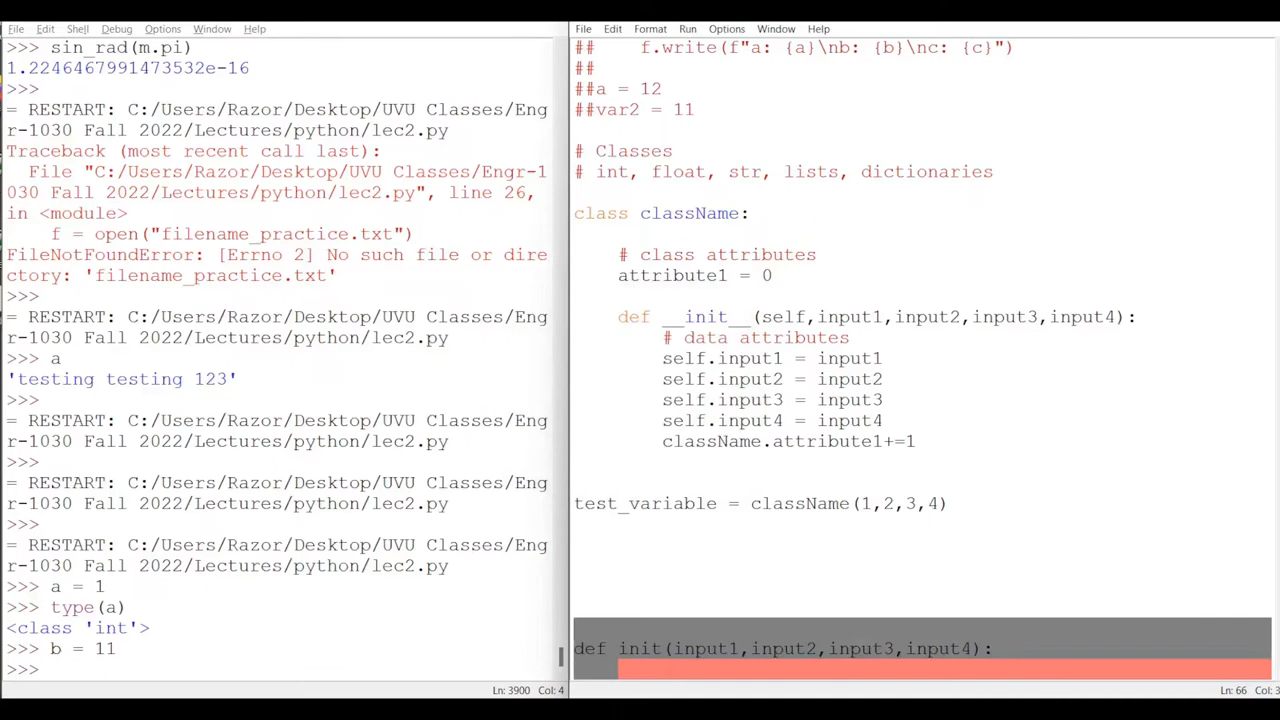 File Edit Shell Debug Options Window Help
>>> sin_rad(m.pi)
1.2246467991473532e-16
>>>
= RESTART: C:/Users/Razor/Desktop/UVU Classes/Eng
r-1030 Fall 2022/Lectures/python/lec2.py
Traceback (most recent call last):
  File "C:/Users/Razor/Desktop/UVU Classes/Engr-1
030 Fall 2022/Lectures/python/lec2.py", line 26,
in <module>
    f = open("filename_practice.txt")
FileNotFoundError: [Errno 2] No such file or dire
ctory: 'filename_practice.txt'
>>>
= RESTART: C:/Users/Razor/Desktop/UVU Classes/Eng
r-1030 Fall 2022/Lectures/python/lec2.py
>>> a
'testing testing 123'
>>>
= RESTART: C:/Users/Razor/Desktop/UVU Classes/Eng
r-1030 Fall 2022/Lectures/python/lec2.py
>>>
= RESTART: C:/Users/Razor/Desktop/UVU Classes/Eng
r-1030 Fall 2022/Lectures/python/lec2.py
>>>
= RESTART: C:/Users/Razor/Desktop/UVU Classes/Eng
r-1030 Fall 2022/Lectures/python/lec2.py
>>> a = 1
>>> type(a)
<class 'int'>
>>> b = 11
>>>
Ln: 3900 Col: 4
File Edit Format Run Options Window Help
##    f.write(f"a: {a}\nb: {b}\nc: {c}")
##
##a = 12
##var2 = 11
# Classes
# int, float, str, lists, dictionaries
class className:
    # class attributes
    attribute1 = 0
    def __init__(self,input1,input2,input3,input4):
        # data attributes
        self.input1 = input1
        self.input2 = input2
        self.input3 = input3
        self.input4 = input4
        className.attribute1+=1
test_variable = className(1,2,3,4)
def init(input1,input2,input3,input4):
Ln: 66 Col: 3